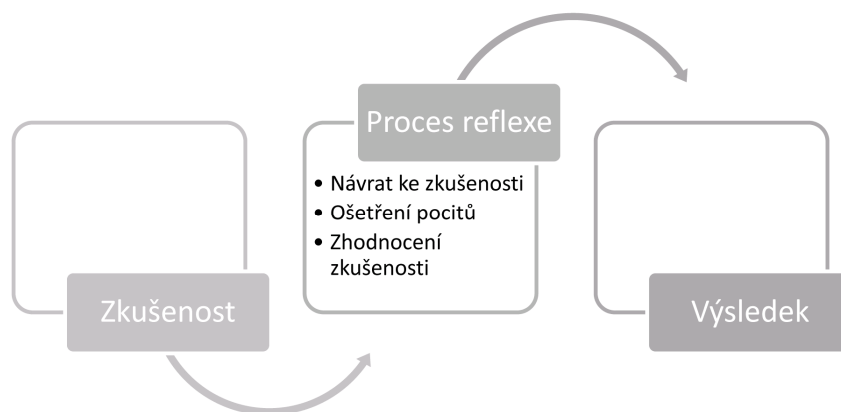 Zkušenost
Proces reflexe
• Návrat ke zkušenosti
• Ošetření pocitů
• Zhodnocení
zkušenosti
Výsledek